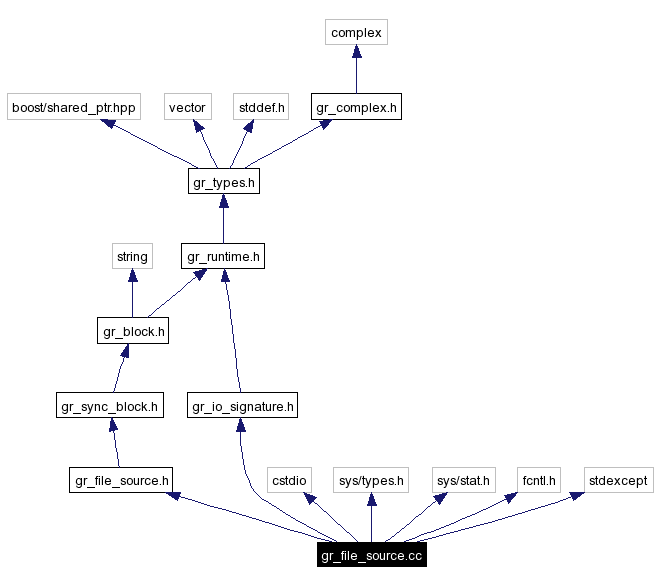 complex
boost/shared_ptr.hpp
vector
stddef.h
gr_complex.h
gr_types.h
string
gr_runtime.h
gr_block.h
gr_sync_block.h
gr_io_signature.h
gr_file_source.h
cstdio
sys/types.h
sys/stat.h
fcntl.h
stdexcept
gr_file_source.cc